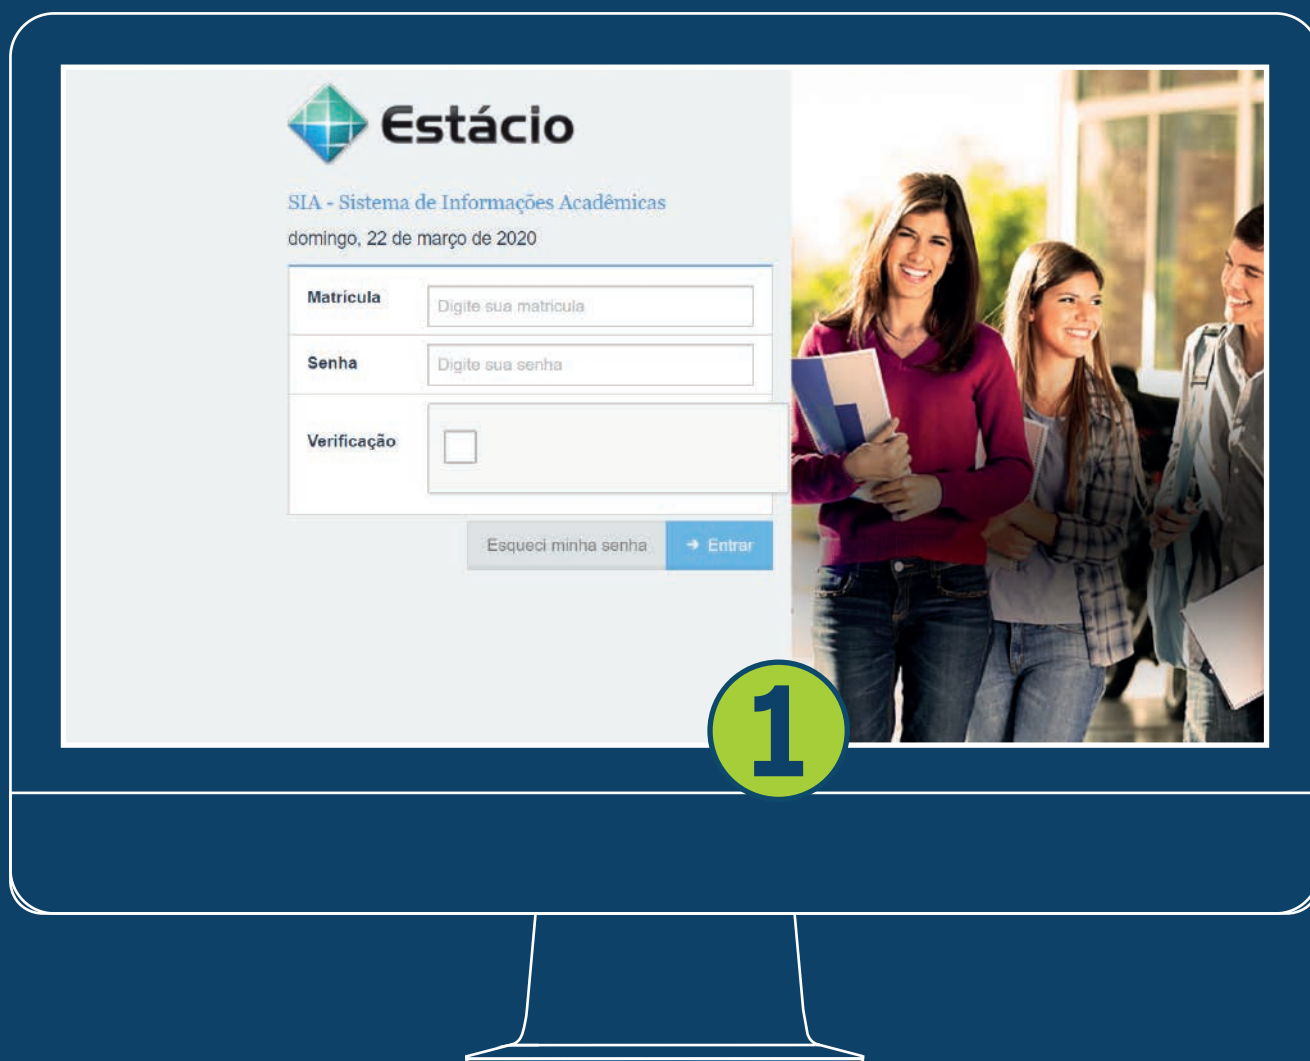 Estácio
SIA - Sistema de Informações Acadêmicas
domingo, 22 de março de 2020
Matrícula
Digite sua matrícula
Senha
Digite sua senha
Verificação
Esqueci minha senha
➔ Entrar
1